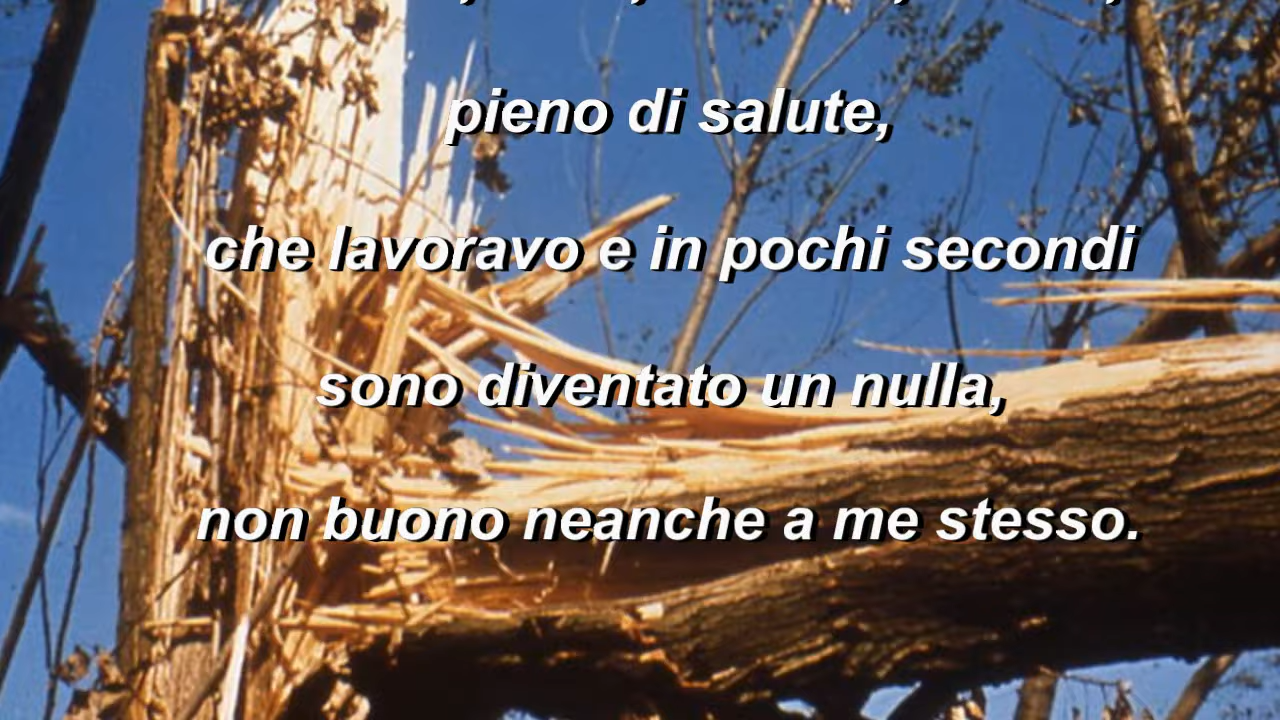 pieno di salute,
che lavoravo e in pochi secondi
sono diventato un nulla,
non buono neanche a me stesso.